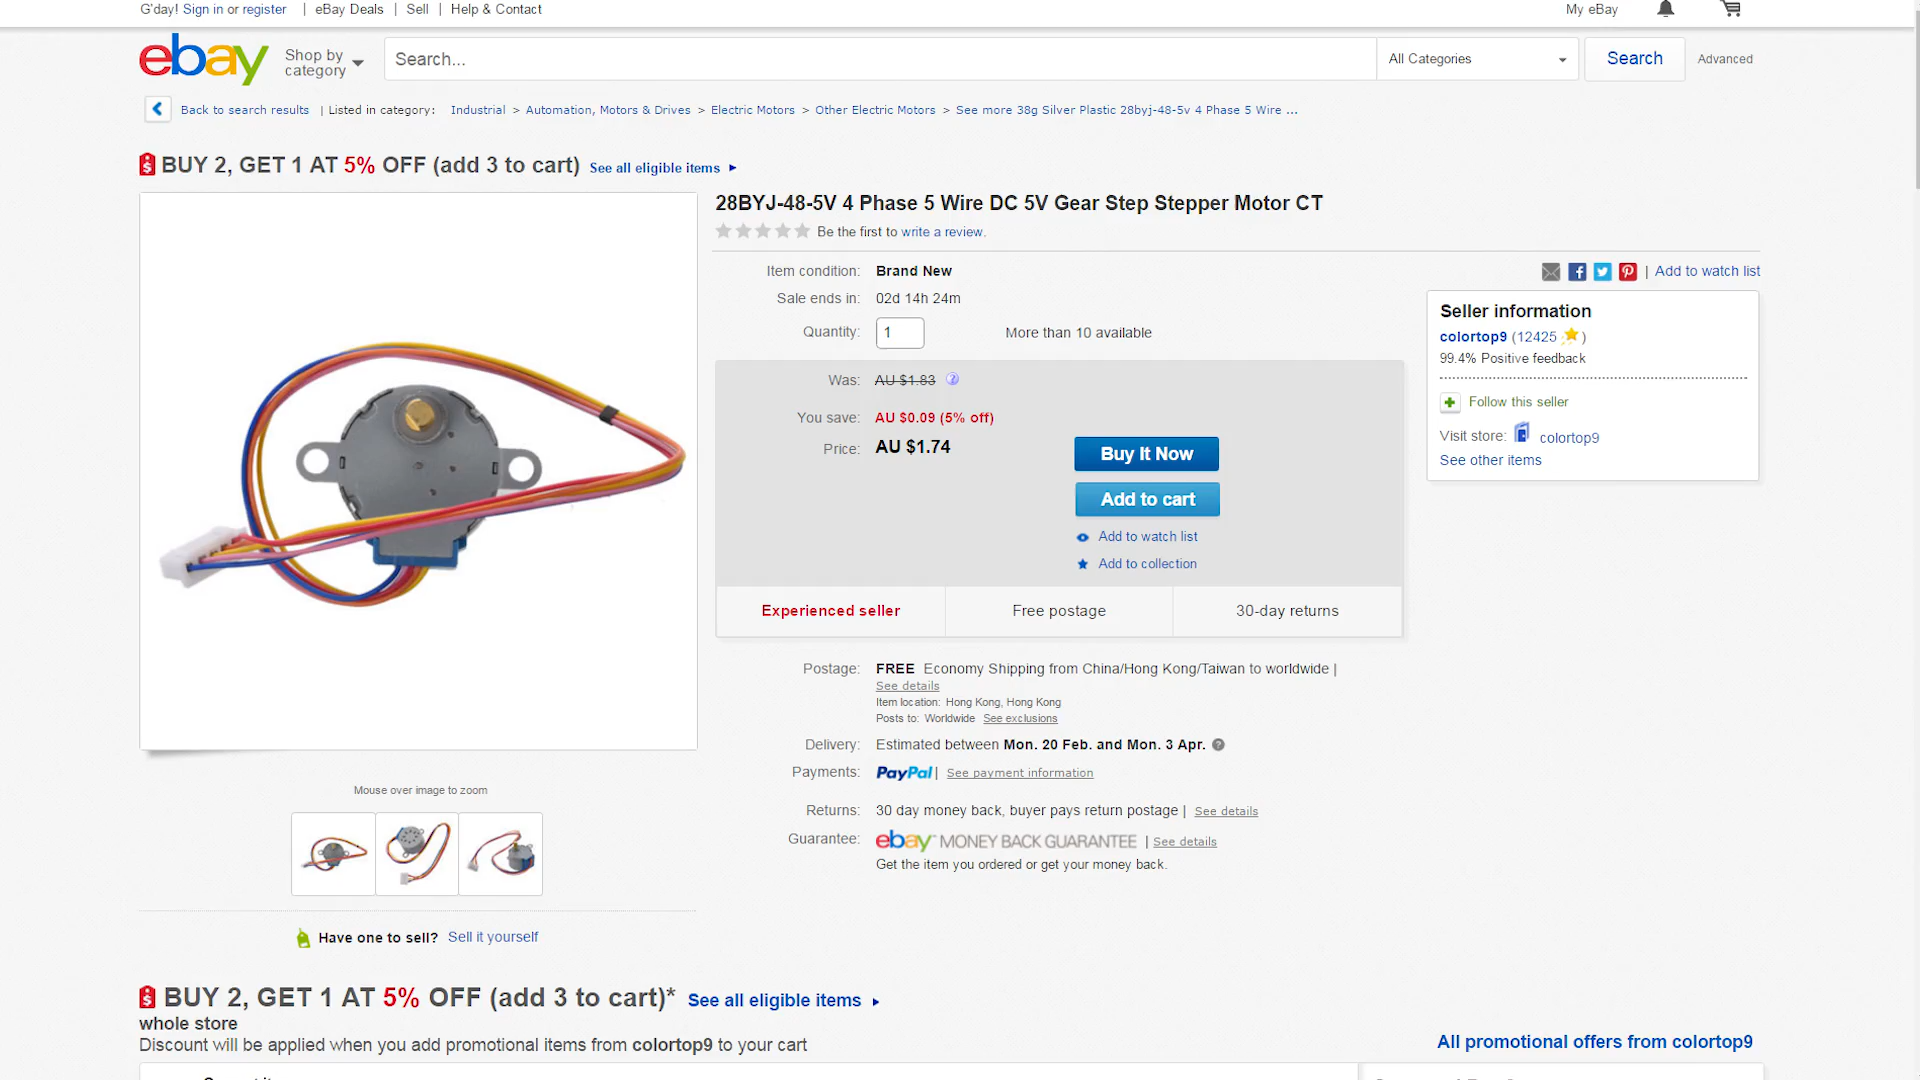 G'day! Sign in or register | eBay Deals | Sell | Help & Contact
My eBay
ebay
Shop by category
Search...
All Categories
Search
Advanced
Back to search results | Listed in category: Industrial > Automation, Motors & Drives > Electric Motors > Other Electric Motors > See more 38g Silver Plastic 28byj-48-5v 4 Phase 5 Wire ...
BUY 2, GET 1 AT 5% OFF (add 3 to cart) See all eligible items
28BYJ-48-5V 4 Phase 5 Wire DC 5V Gear Step Stepper Motor CT
Be the first to write a review.
Item condition: Brand New
Sale ends in: 02d 14h 24m
Quantity: 1 More than 10 available
Was: AU $1.83
You save: AU $0.09 (5% off)
Price: AU $1.74
Buy It Now
Add to cart
Add to watch list
Add to collection
Experienced seller
Free postage
30-day returns
Postage: FREE Economy Shipping from China/Hong Kong/Taiwan to worldwide |
See details
Item location: Hong Kong, Hong Kong
Posts to: Worldwide See exclusions
Delivery: Estimated between Mon. 20 Feb. and Mon. 3 Apr.
Payments: PayPal | See payment information
Returns: 30 day money back, buyer pays return postage | See details
Guarantee: ebay MONEY BACK GUARANTEE | See details
Get the item you ordered or get your money back.
| Add to watch list
Seller information
colortop9 (12425 )
99.4% Positive feedback
Follow this seller
Visit store: colortop9
See other items
Mouse over image to zoom
Have one to sell? Sell it yourself
BUY 2, GET 1 AT 5% OFF (add 3 to cart)* See all eligible items
whole store
Discount will be applied when you add promotional items from colortop9 to your cart
All promotional offers from colortop9